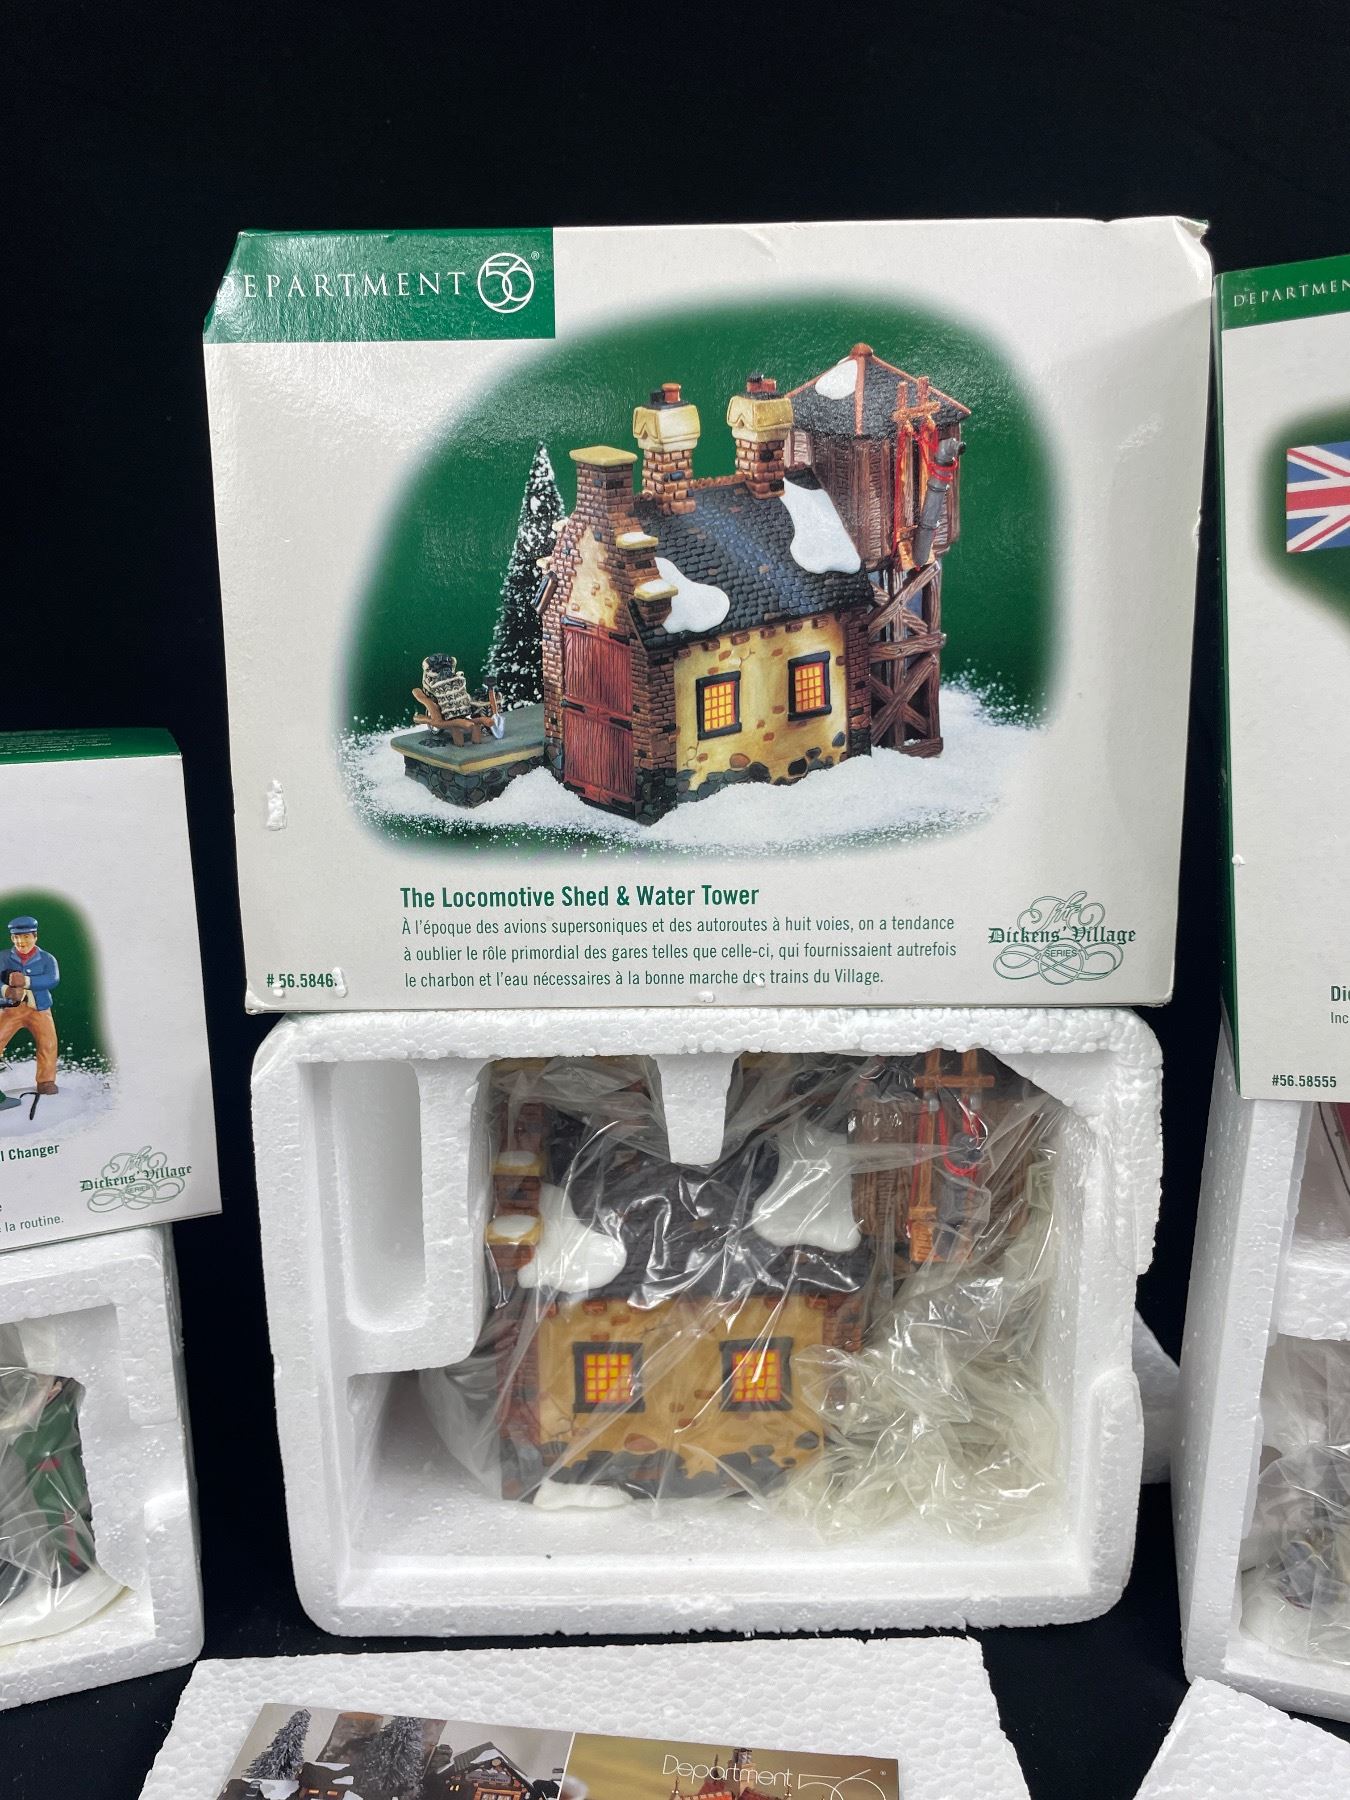 DEPARTMENT 56®
The Locomotive Shed & Water Tower
À l'époque des avions supersoniques et des autoroutes à huit voies, on a tendance
à oublier le rôle primordial des gares telles que celle-ci, qui fournissaient autrefois
le charbon et l'eau nécessaires à la bonne marche des trains du Village.
# 56.5846
The
Dickens' Village
SERIES
Changer
la routine.
The
Dickens' Village
SERIES
#56.58555
Department 56